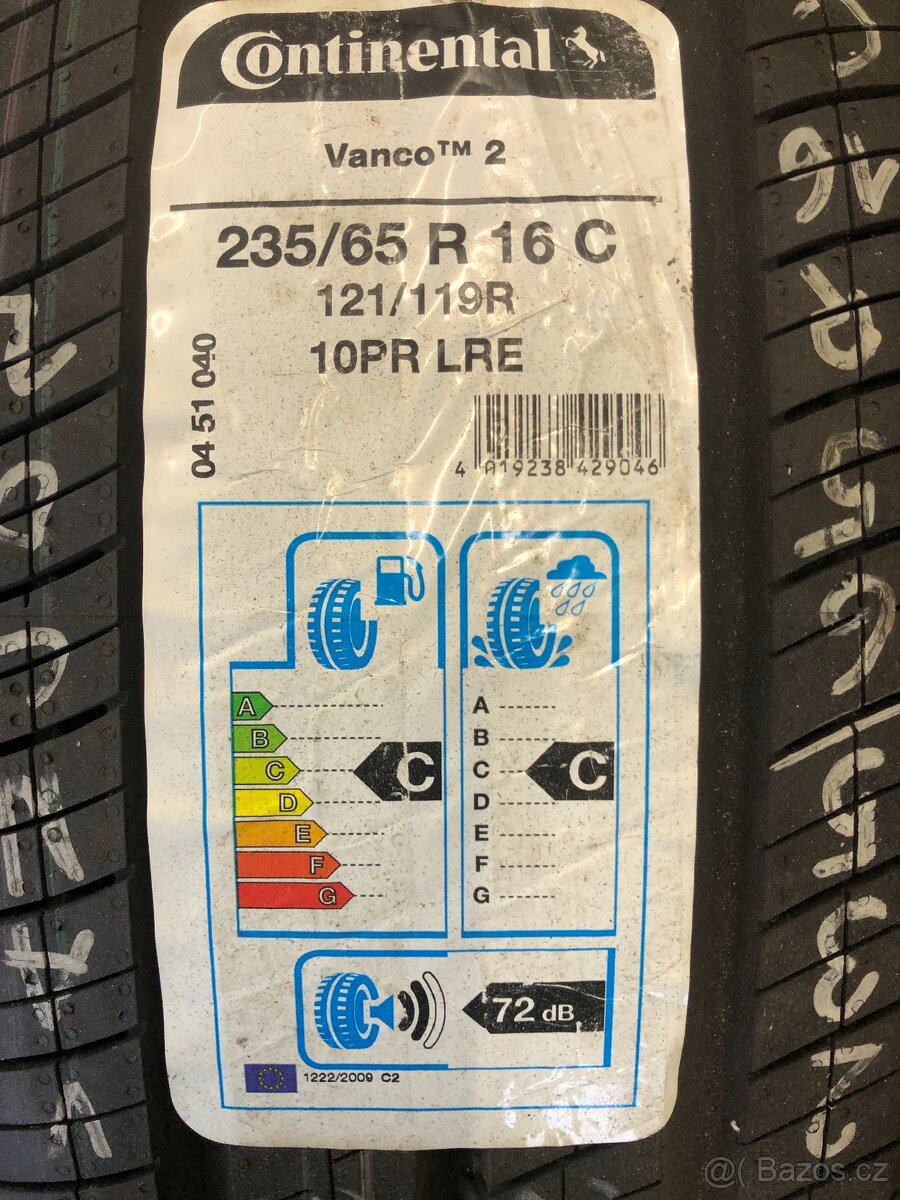 Continental
Vanco™ 2
235/65 R 16 C
121/119R
10PR LRE
04 51 040
4 019238 429046
A
B
C
D
E
F
G
C
A
B
C
D
E
F
G
C
72 dB
1222/2009 C2
@( Bazos.cz